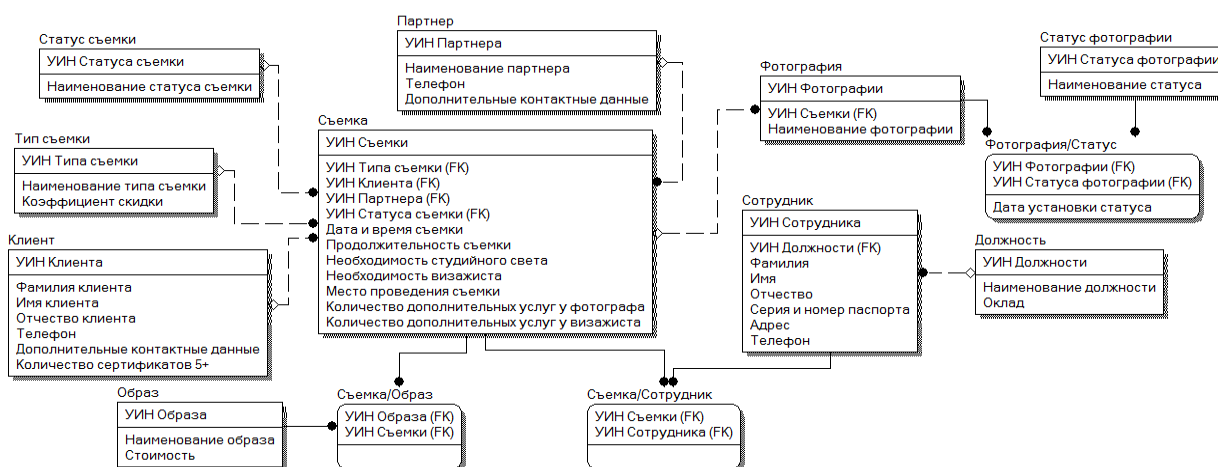 Статус съемки
УИН Статуса съемки
Наименование статуса съемки
Партнер
УИН Партнера
Наименование партнера
Телефон
Дополнительные контактные данные
Фотография
УИН Фотографии
УИН Съемки (FK)
Наименование фотографии
Статус фотографии
УИН Статуса фотографии
Наименование статуса
Тип съемки
УИН Типа съемки
Наименование типа съемки
Коэффициент скидки
Съемка
УИН Съемки
УИН Типа съемки (FK)
УИН Клиента (FK)
УИН Партнера (FK)
УИН Статуса съемки (FK)
Дата и время съемки
Продолжительность съемки
Необходимость студийного света
Необходимость визажиста
Место проведения съемки
Количество дополнительных услуг у фотографа
Количество дополнительных услуг у визажиста
Фотография/Статус
УИН Фотографии (FK)
УИН Статуса фотографии (FK)
Дата установки статуса
Клиент
УИН Клиента
Фамилия клиента
Имя клиента
Отчество клиента
Телефон
Дополнительные контактные данные
Количество сертификатов 5+
Сотрудник
УИН Сотрудника
УИН Должности (FK)
Фамилия
Имя
Отчество
Серия и номер паспорта
Адрес
Телефон
Должность
УИН Должности
Наименование должности
Оклад
Образ
УИН Образа
Наименование образа
Стоимость
Съемка/Образ
УИН Образа (FK)
УИН Съемки (FK)
Съемка/Сотрудник
УИН Съемки (FK)
УИН Сотрудника (FK)